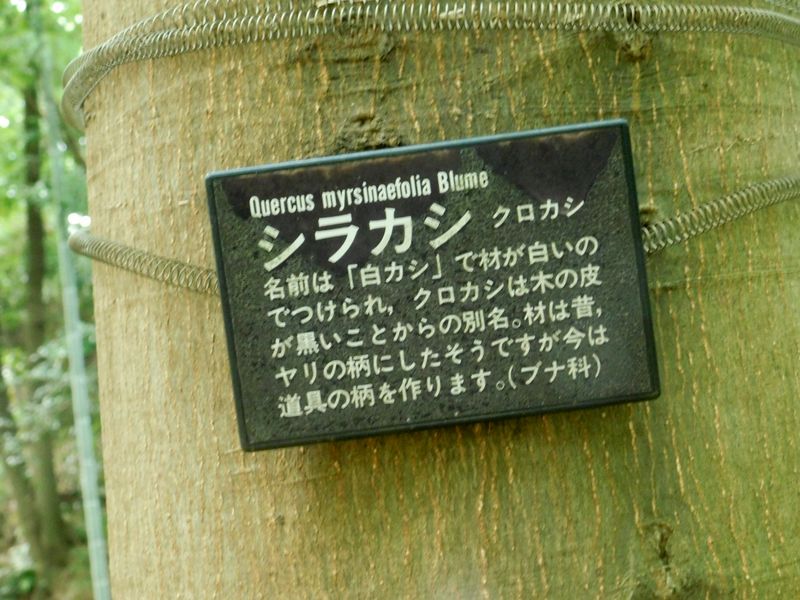 Quercus myrsinaefolia Blume
シラカシ クロカシ
名前は「白カシ」で材が白いの
でつけられ,クロカシは木の皮
が黒いことからの別名。材は昔,
ヤリの柄にしたそうですが今は
道具の柄を作ります。(ブナ科)